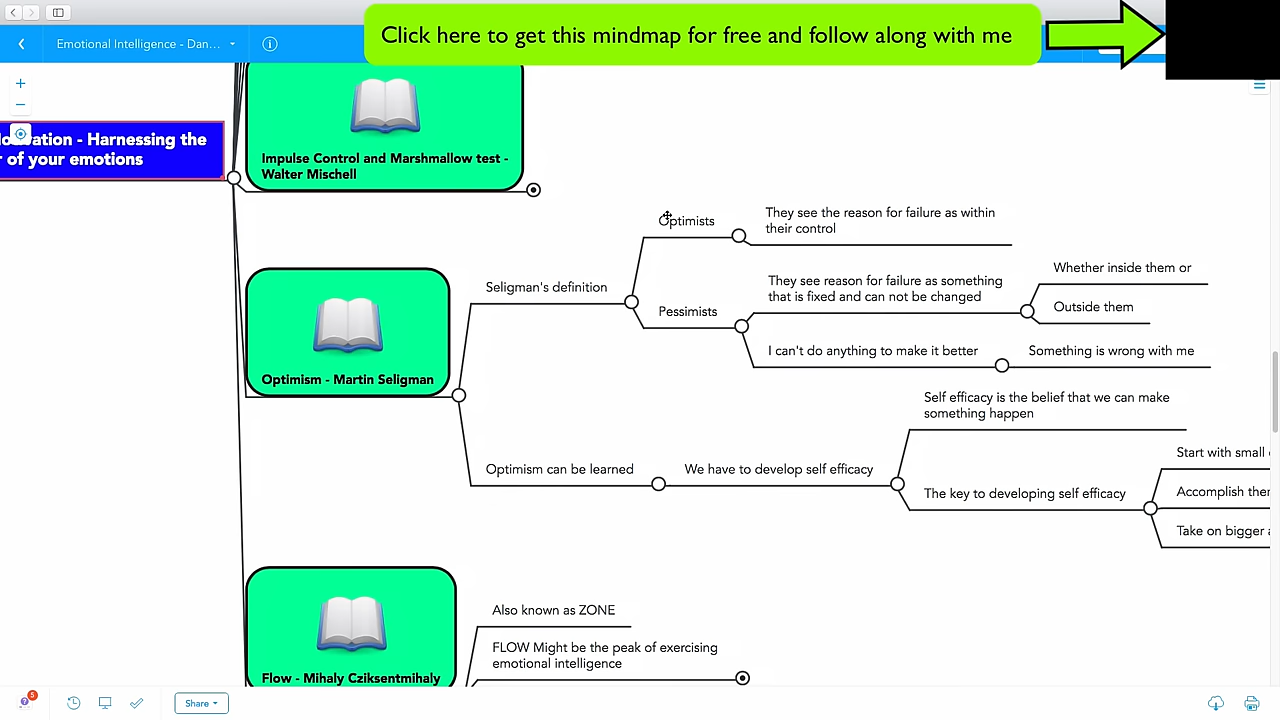 Click here to get this mindmap for free and follow along with me
Emotional Intelligence - Dan...
- Harnessing the
of your emotions
Impulse Control and Marshmallow test -
Walter Mischell
Optimists
They see the reason for failure as within
their control
Seligman's definition
Pessimists
They see reason for failure as something
that is fixed and can not be changed
Whether inside them or
Outside them
I can't do anything to make it better
Something is wrong with me
Optimism - Martin Seligman
Self efficacy is the belief that we can make
something happen
Optimism can be learned
We have to develop self efficacy
The key to developing self efficacy
Start with small
Accomplish
Take on bigger
Also known as ZONE
FLOW Might be the peak of exercising
emotional intelligence
Flow - Mihaly Cziksentmihaly
5
Share